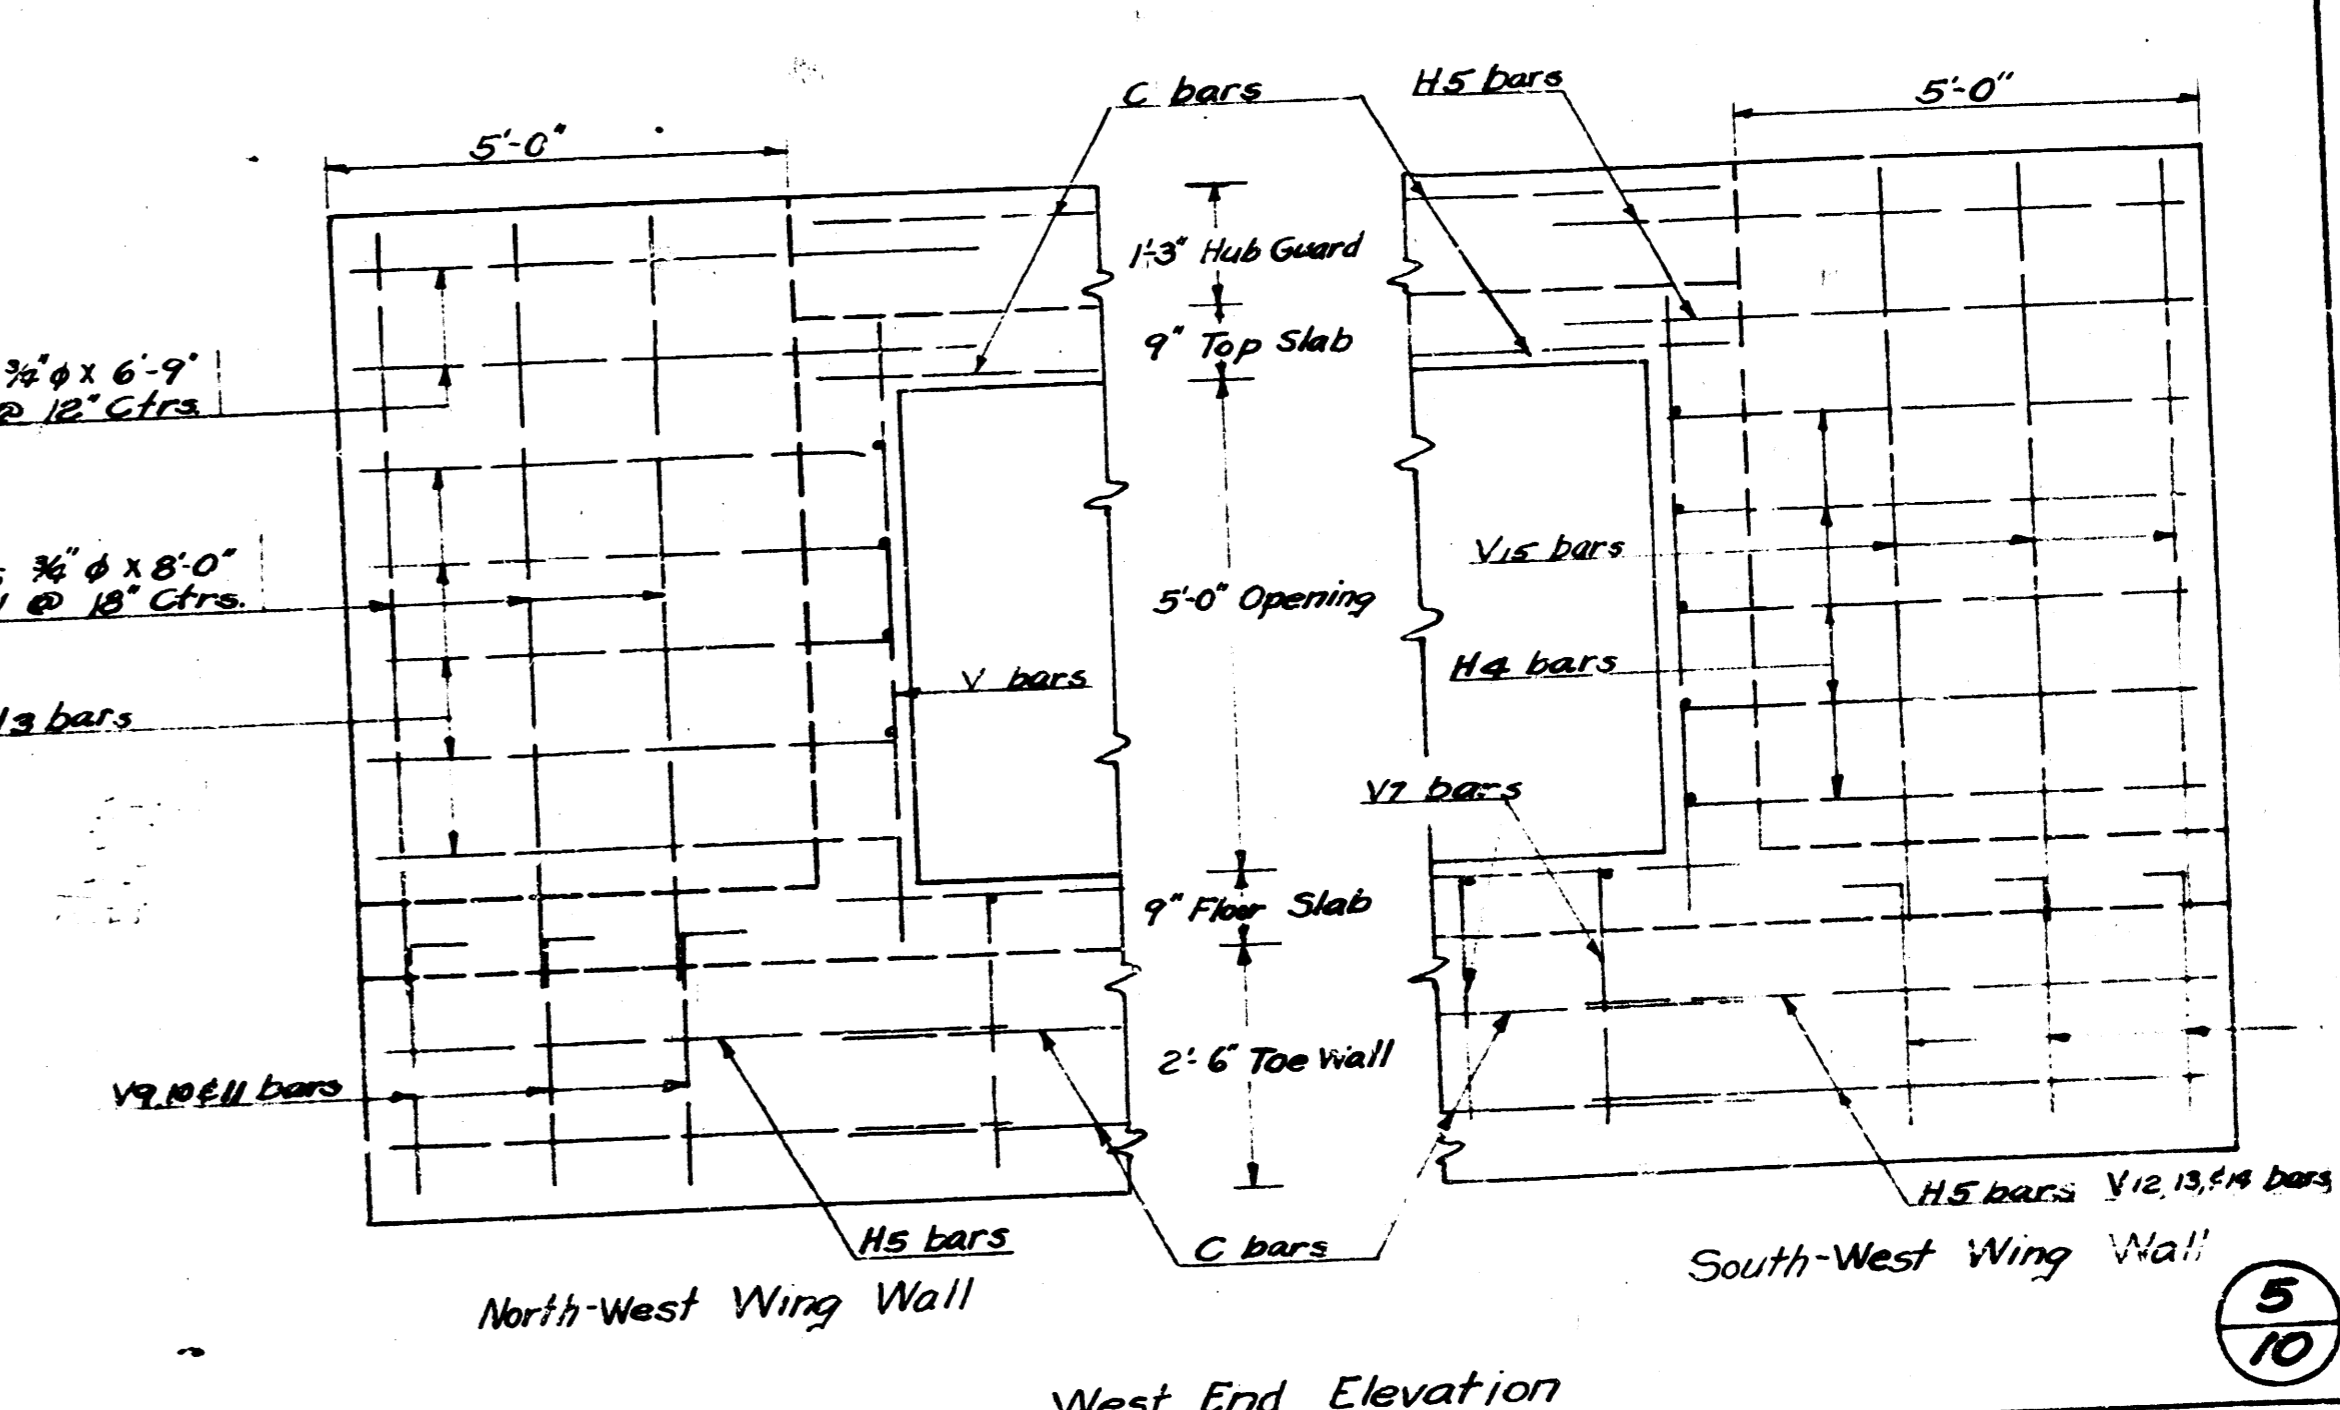 C bars
H5 bars
5'-0"
5'-0"
1'-3" Hub Guard
9" Top Slab
3/4" φ x 6'-9"
@ 12" Ctrs.
3/4" φ x 8'-0"
@ 18" Ctrs.
5'-0" Opening
V15 bars
H4 bars
V bars
3 bars
V7 bars
9" Floor Slab
2'-6" Toe Wall
V9, 10 & 11 bars
H5 bars
C bars
H5 bars
V12, 13, & 14 bars
North-West Wing Wall
South-West Wing Wall
5
10
West End Elevation